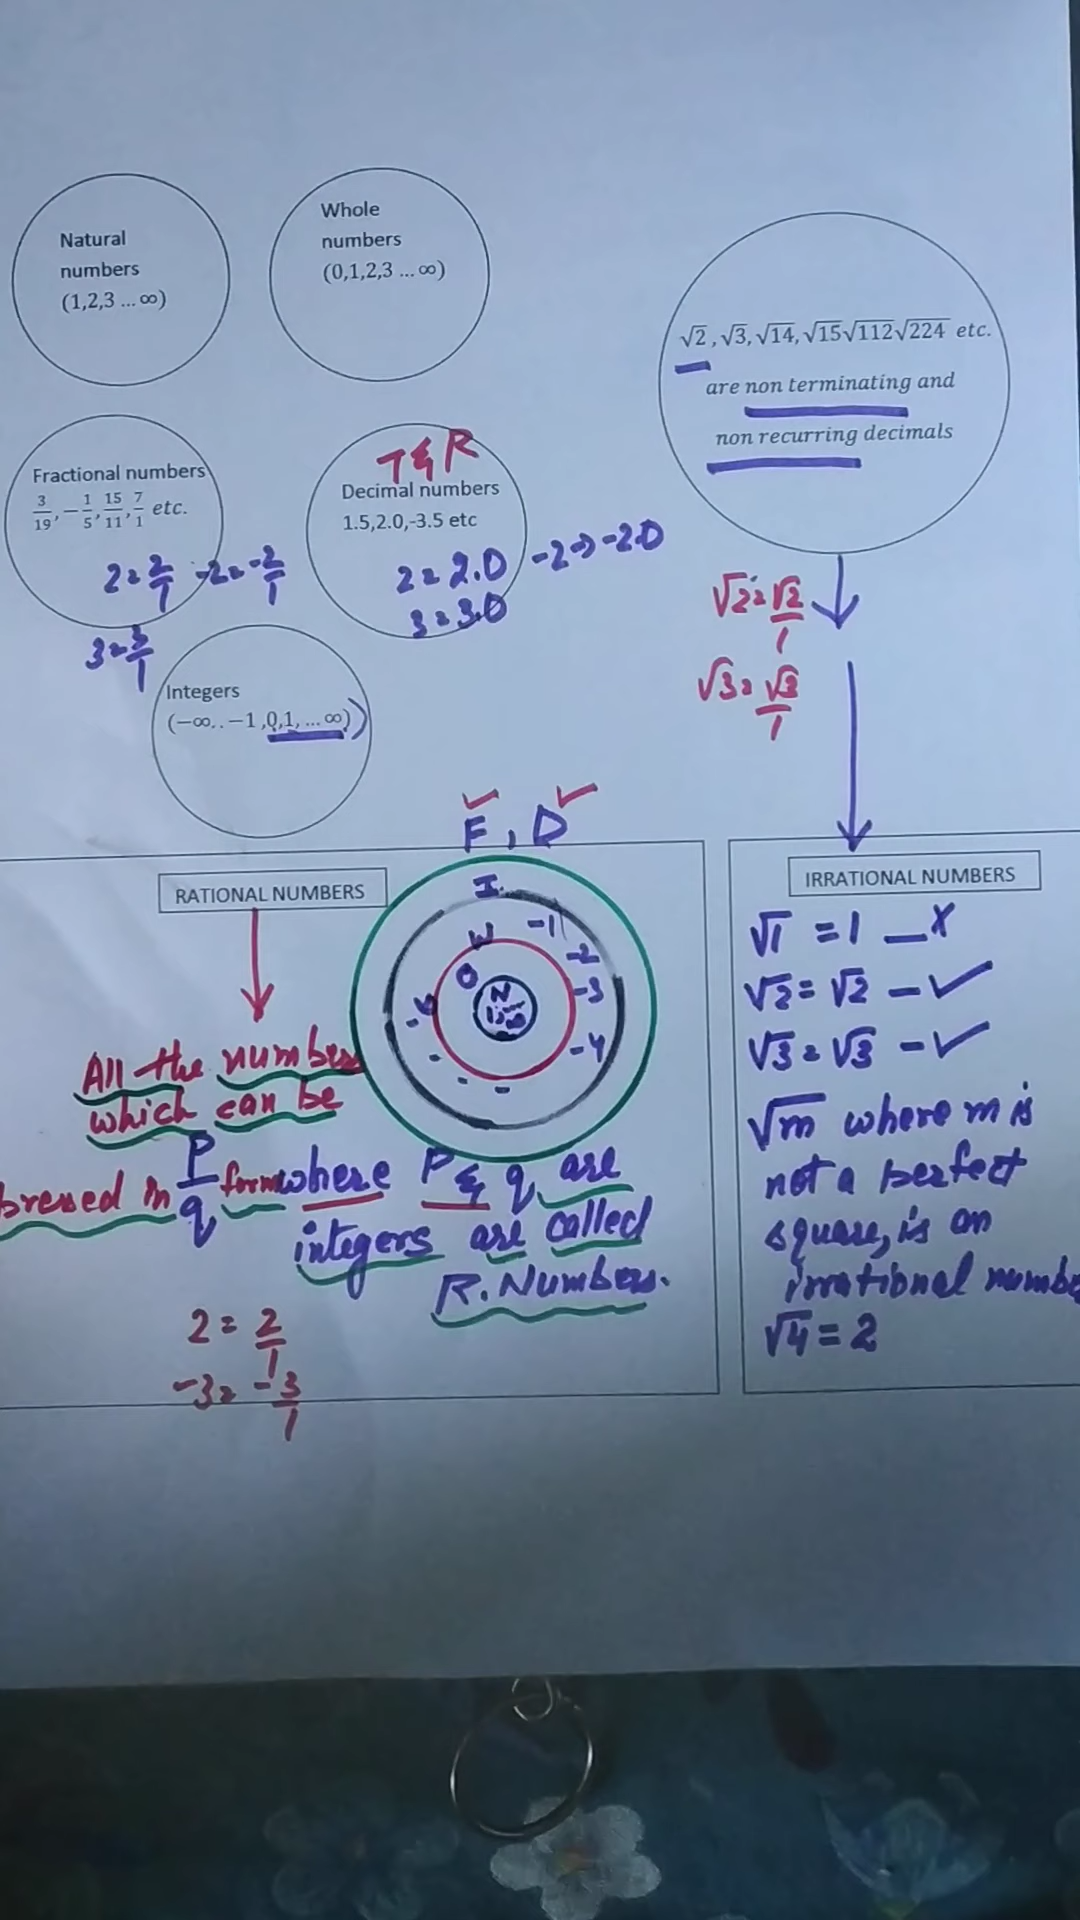 Natural
numbers
(1,2,3 ... ∞)
Whole
numbers
(0,1,2,3 ... ∞)
√2, √3, √14, √15√112√224 etc.
are non terminating and
non recurring decimals
Fractional numbers
3/19, −1/5, 15/11, 7/1 etc.
2 = 2/1 -2 = -2/1
3 = 3/1
T & R
Decimal numbers
1.5,2.0,-3.5 etc
2 = 2.0 -2 → -2.0
3 = 3.0
Integers
(−∞.. −1 ,0,1, ... ∞))
√2 = √2/1
√3 = √3/1
F, D
RATIONAL NUMBERS
I
W -1
-2
0 -3
N
-4
All the number
which can be
pressed in P/q form where P & q are
integers are called
R. Numbers.
2 = 2/1
-3 = -3/1
IRRATIONAL NUMBERS
√1 = 1 — X
√2 = √2 — ✓
√3 = √3 — ✓
√m where m is
not a perfect
square, is an
irrational numbe
√4 = 2